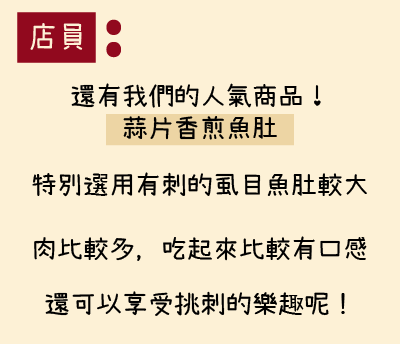 店員：
還有我們的人氣商品！
蒜片香煎魚肚
特別選用有刺的虱目魚肚較大
肉比較多，吃起來比較有口感
還可以享受挑刺的樂趣呢！